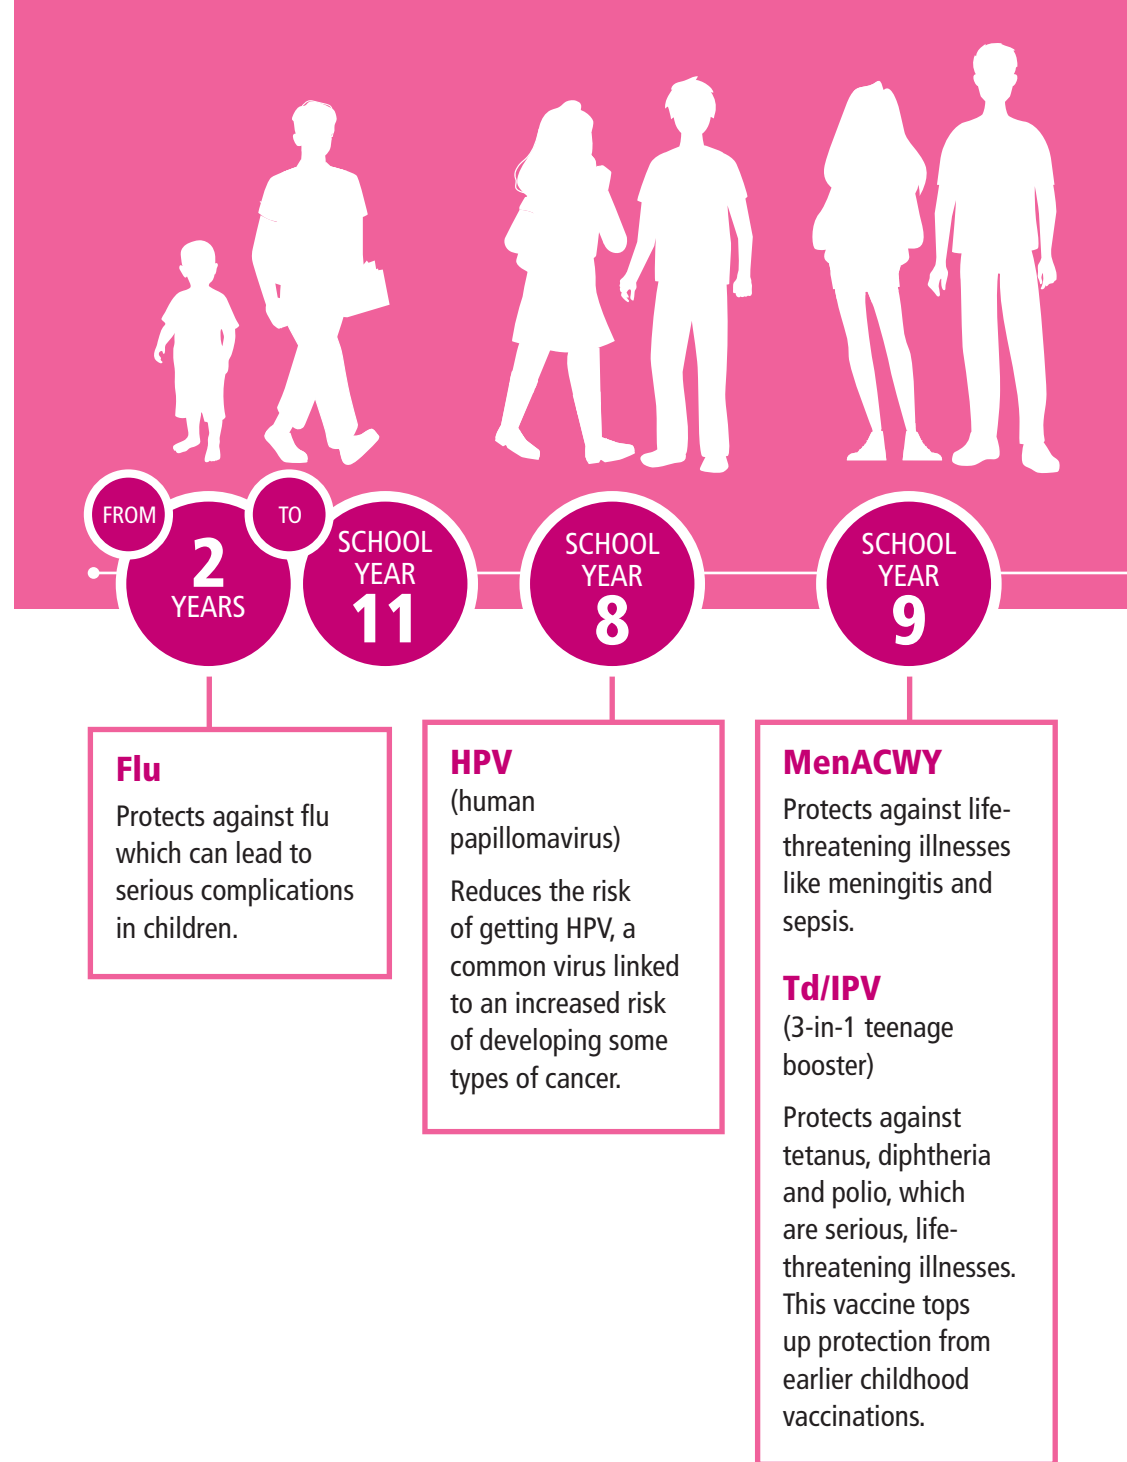 FROM
2
YEARS
TO
SCHOOL
YEAR
11
SCHOOL
YEAR
8
SCHOOL
YEAR
9
Flu
Protects against flu
which can lead to
serious complications
in children.
HPV
(human
papillomavirus)
Reduces the risk
of getting HPV, a
common virus linked
to an increased risk
of developing some
types of cancer.
MenACWY
Protects against life-
threatening illnesses
like meningitis and
sepsis.
Td/IPV
(3-in-1 teenage
booster)
Protects against
tetanus, diphtheria
and polio, which
are serious, life-
threatening illnesses.
This vaccine tops
up protection from
earlier childhood
vaccinations.